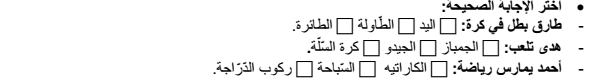 • اختر الإجابة الصحيحة:
- طارق بطل في كرة: □ اليد □ الطّاولة □ الطائرة.
- هدى تلعب: □ الجمباز □ الجيدو □ كرة السّلّة.
- أحمد يمارس رياضة: □ الكاراتيه □ السّباحة □ ركوب الدّرّاجة.